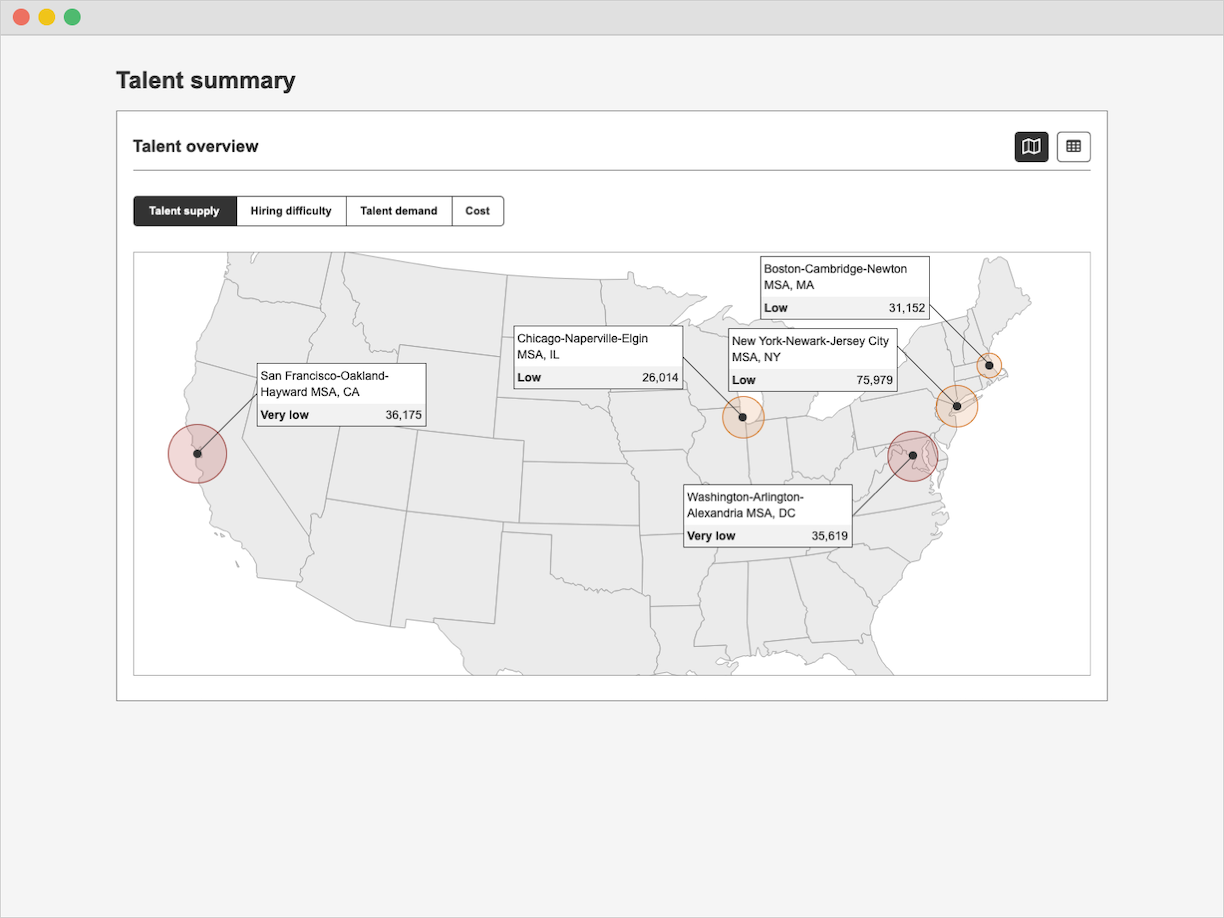 Talent summary
Talent overview
Talent supply
Hiring difficulty
Talent demand
Cost
Boston-Cambridge-Newton
MSA, MA
Low 31,152
Chicago-Naperville-Elgin
MSA, IL
Low 26,014
New York-Newark-Jersey City
MSA, NY
Low 75,979
San Francisco-Oakland-
Hayward MSA, CA
Very low 36,175
Washington-Arlington-
Alexandria MSA, DC
Very low 35,619